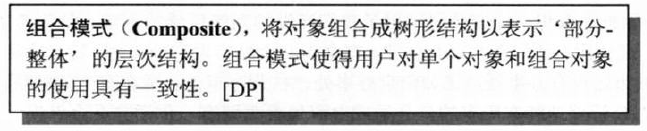 组合模式（Composite），将对象组合成树形结构以表示‘部分-
整体’的层次结构。组合模式使得用户对单个对象和组合对象
的使用具有一致性。[DP]